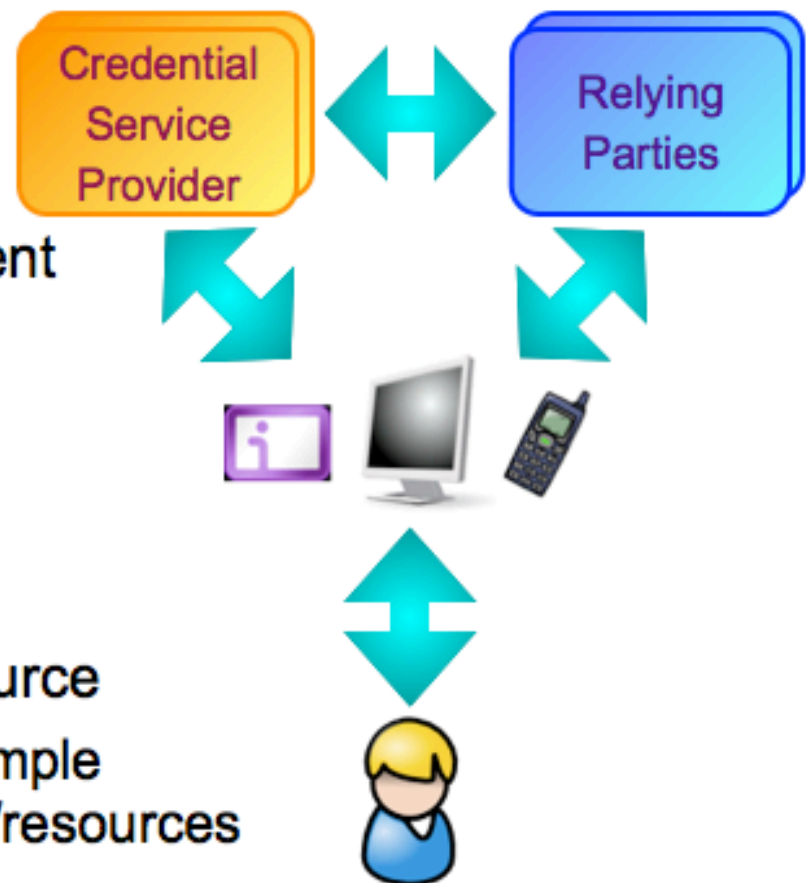 Credential
Service
Provider
Relying
Parties
ent
urce
mple
/resources